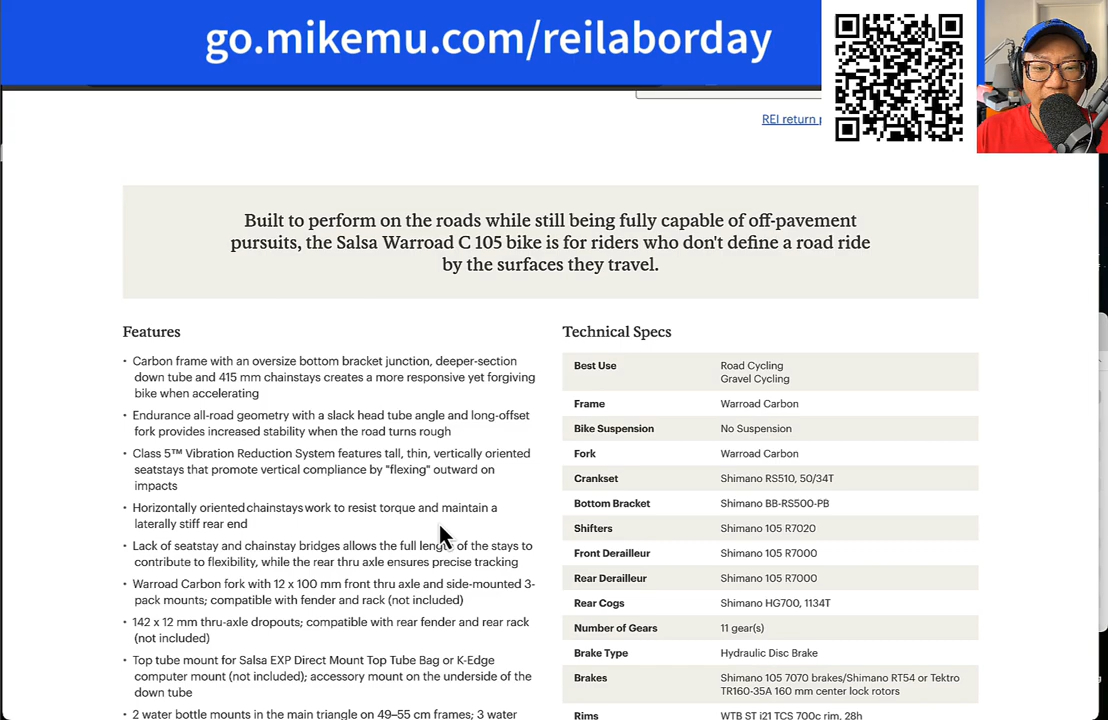 go.mikemu.com/reilaborday
REI return
Built to perform on the roads while still being fully capable of off-pavement
pursuits, the Salsa Warroad C 105 bike is for riders who don't define a road ride
by the surfaces they travel.
Features
• Carbon frame with an oversize bottom bracket junction, deeper-section
down tube and 415 mm chainstays creates a more responsive yet forgiving
bike when accelerating
• Endurance all-road geometry with a slack head tube angle and long-offset
fork provides increased stability when the road turns rough
• Class 5™ Vibration Reduction System features tall, thin, vertically oriented
seatstays that promote vertical compliance by "flexing" outward on
impacts
• Horizontally oriented chainstays work to resist torque and maintain a
laterally stiff rear end
• Lack of seatstay and chainstay bridges allows the full length of the stays to
contribute to flexibility, while the rear thru axle ensures precise tracking
• Warroad Carbon fork with 12 x 100 mm front thru axle and side-mounted 3-
pack mounts; compatible with fender and rack (not included)
• 142 x 12 mm thru-axle dropouts; compatible with rear fender and rear rack
(not included)
• Top tube mount for Salsa EXP Direct Mount Top Tube Bag or K-Edge
computer mount (not included); accessory mount on the underside of the
down tube
• 2 water bottle mounts in the main triangle on 49–55 cm frames; 3 water
Technical Specs
Best Use Road Cycling
Gravel Cycling
Frame Warroad Carbon
Bike Suspension No Suspension
Fork Warroad Carbon
Crankset Shimano RS510, 50/34T
Bottom Bracket Shimano BB-RS500-PB
Shifters Shimano 105 R7020
Front Derailleur Shimano 105 R7000
Rear Derailleur Shimano 105 R7000
Rear Cogs Shimano HG700, 1134T
Number of Gears 11 gear(s)
Brake Type Hydraulic Disc Brake
Brakes Shimano 105 7070 brakes/Shimano RT54 or Tektro
TR160-35A 160 mm center lock rotors
Rims WTB ST i21 TCS 700c rim, 28h